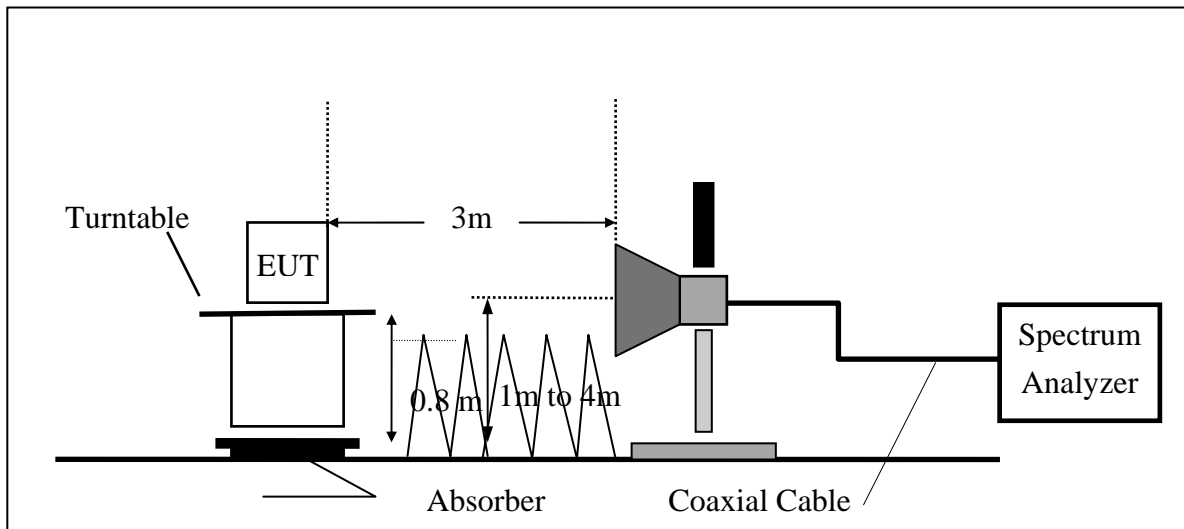 Turntable
3m
EUT
0.8 m
1m to 4m
Spectrum
Analyzer
Absorber
Coaxial Cable